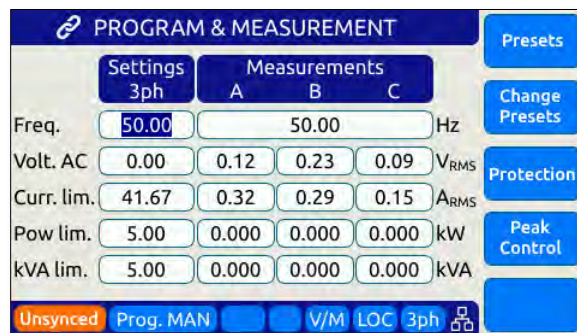 PROGRAM & MEASUREMENT
Settings Measurements
3ph A B C
Freq. 50.00 50.00 Hz
Volt. AC 0.00 0.12 0.23 0.09 VRMS
Curr. lim. 41.67 0.32 0.29 0.15 ARMS
Pow lim. 5.00 0.000 0.000 0.000 kW
kVA lim. 5.00 0.000 0.000 0.000 kVA
Unsynced Prog. MAN V/M LOC 3ph
Presets
Change
Presets
Protection
Peak
Control